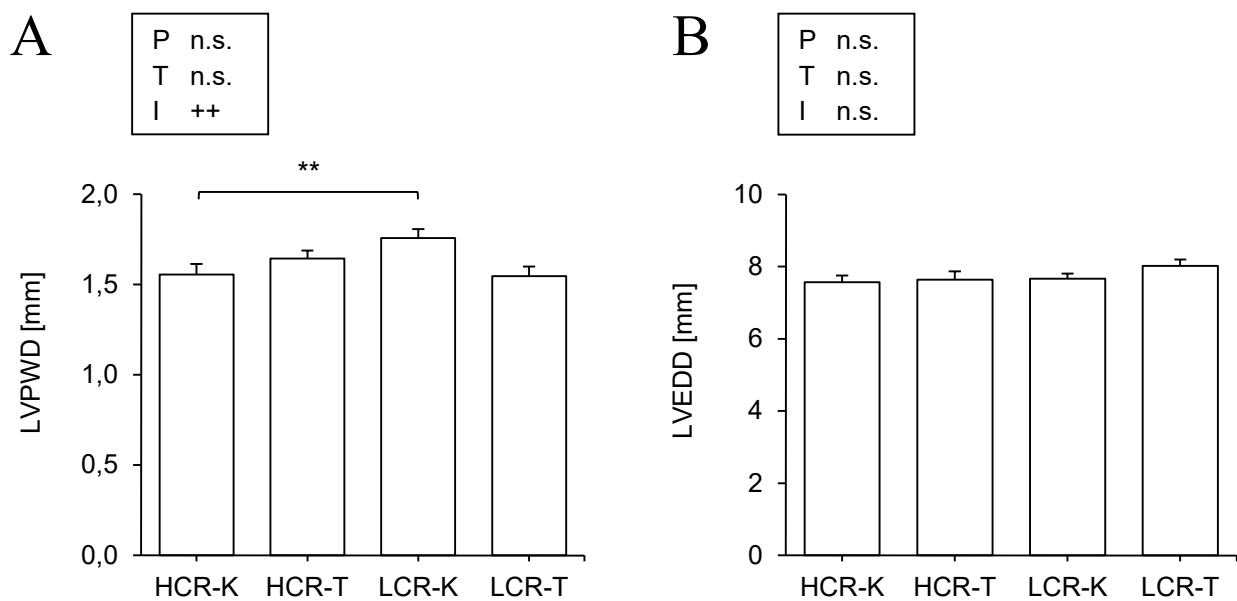 A
P n.s.
T n.s.
I ++
**
2,0
1,5
1,0
0,5
0,0
LVPWD [mm]
HCR-K HCR-T LCR-K LCR-T
B
P n.s.
T n.s.
I n.s.
10
8
6
4
2
0
LVEDD [mm]
HCR-K HCR-T LCR-K LCR-T